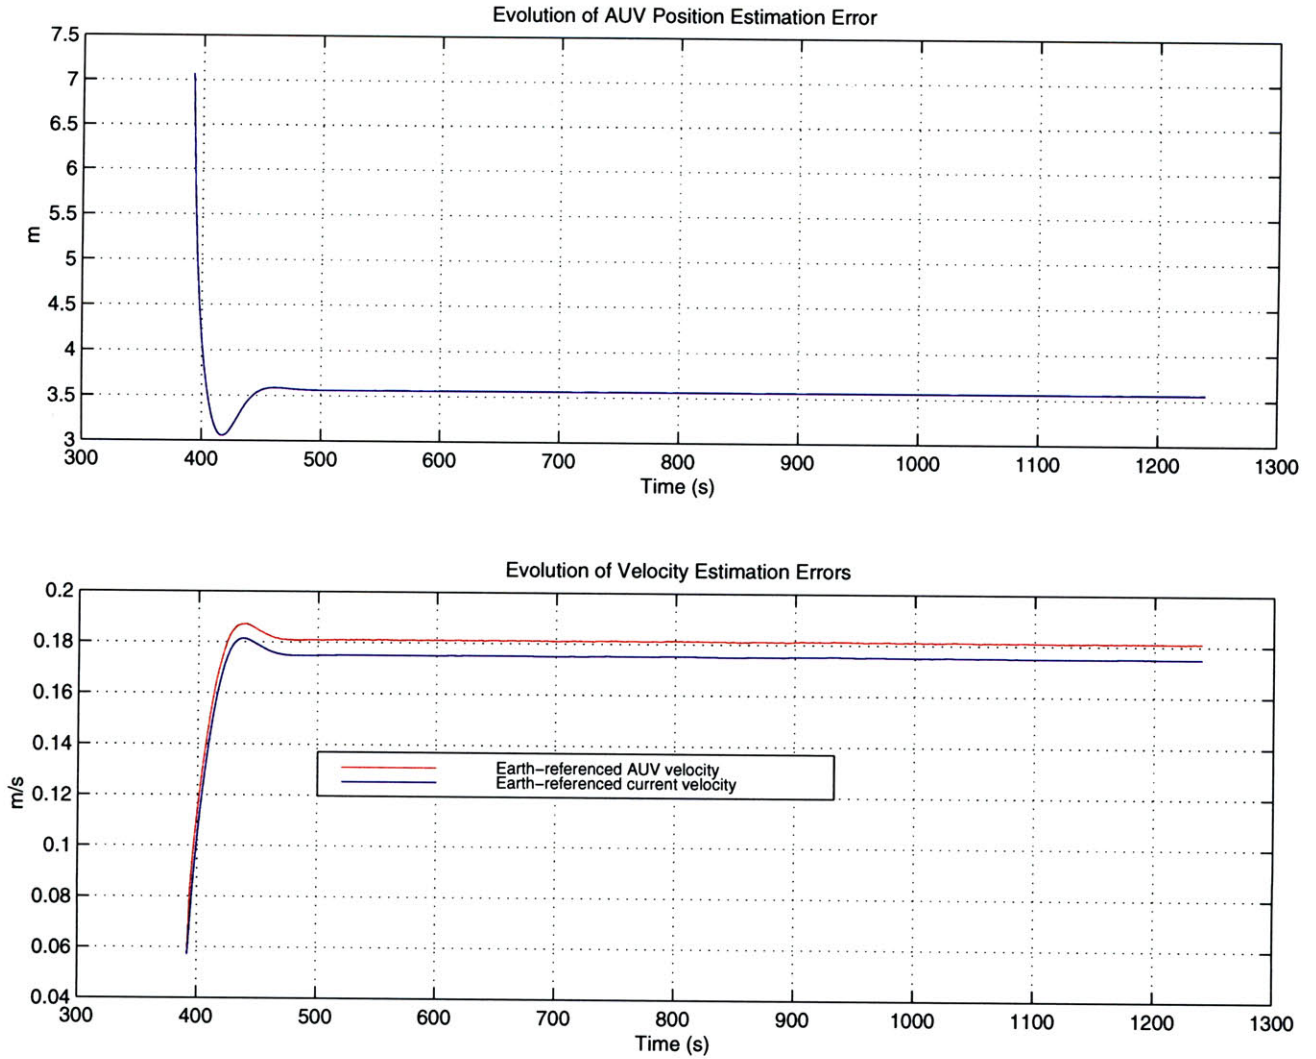 Evolution of AUV Position Estimation Error
7.5
7
6.5
6
5.5
5
4.5
4
3.5
3
m
300 400 500 600 700 800 900 1000 1100 1200 1300
Time (s)
Evolution of Velocity Estimation Errors
0.2
0.18
0.16
0.14
0.12
0.1
0.08
0.06
0.04
m/s
Earth-referenced AUV velocity
Earth-referenced current velocity
300 400 500 600 700 800 900 1000 1100 1200 1300
Time (s)